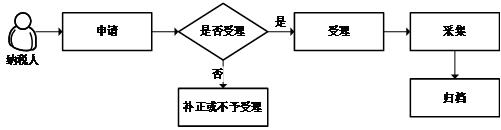 纳税人
申请
是否受理
是
受理
采集
否
补正或不予受理
归档